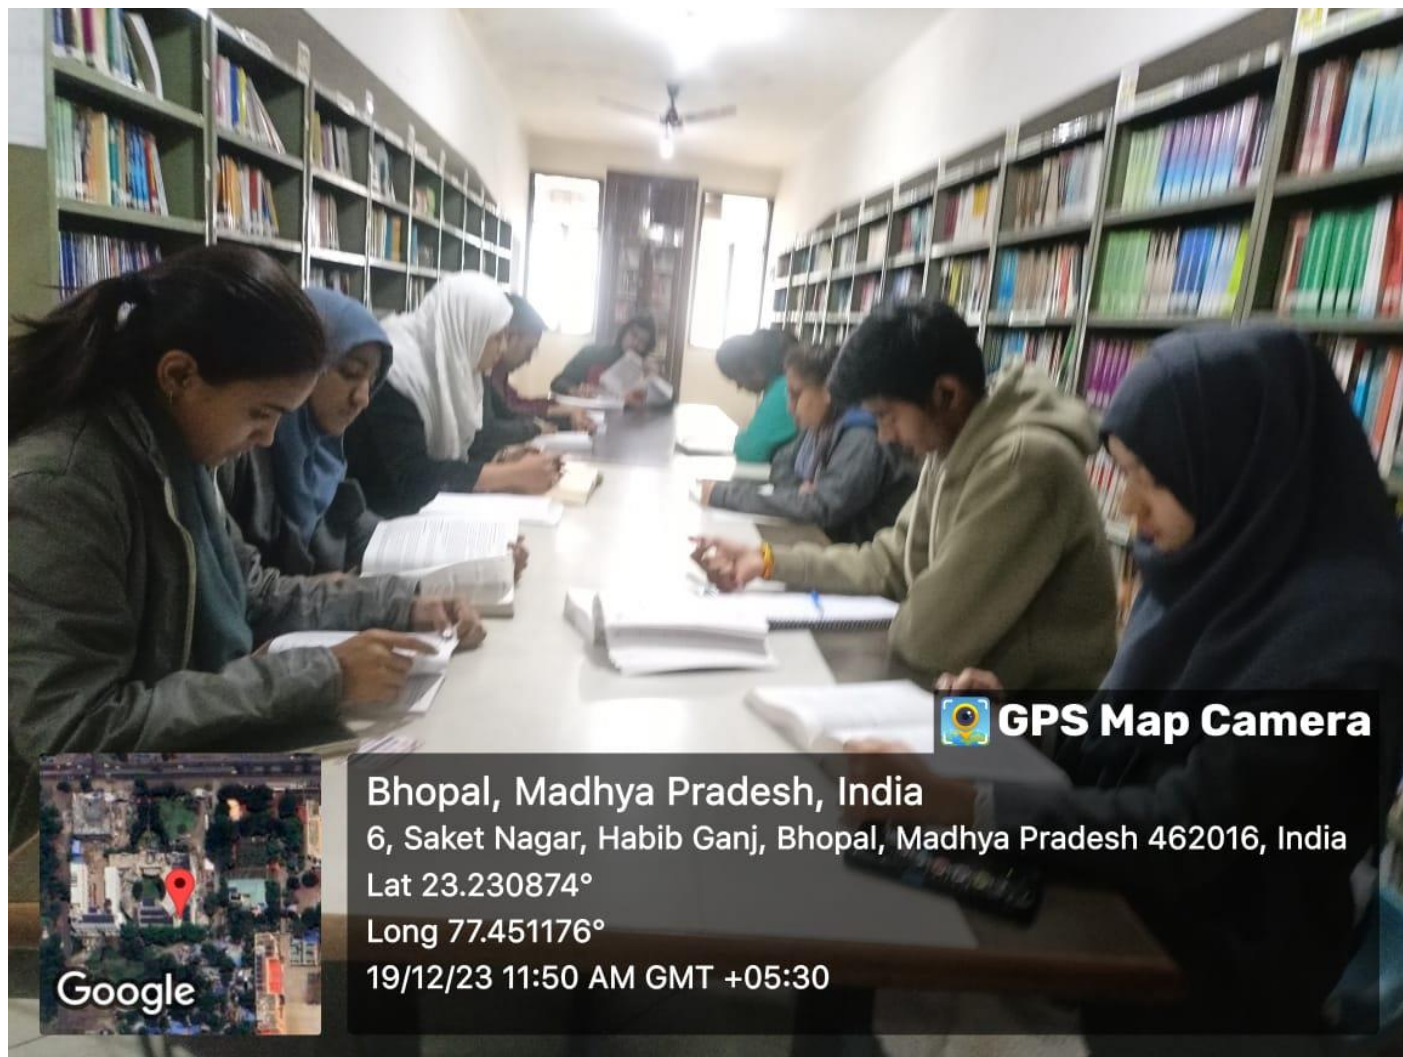 GPS Map Camera
Bhopal, Madhya Pradesh, India
6, Saket Nagar, Habib Ganj, Bhopal, Madhya Pradesh 462016, India
Lat 23.230874°
Long 77.451176°
19/12/23 11:50 AM GMT +05:30
Google